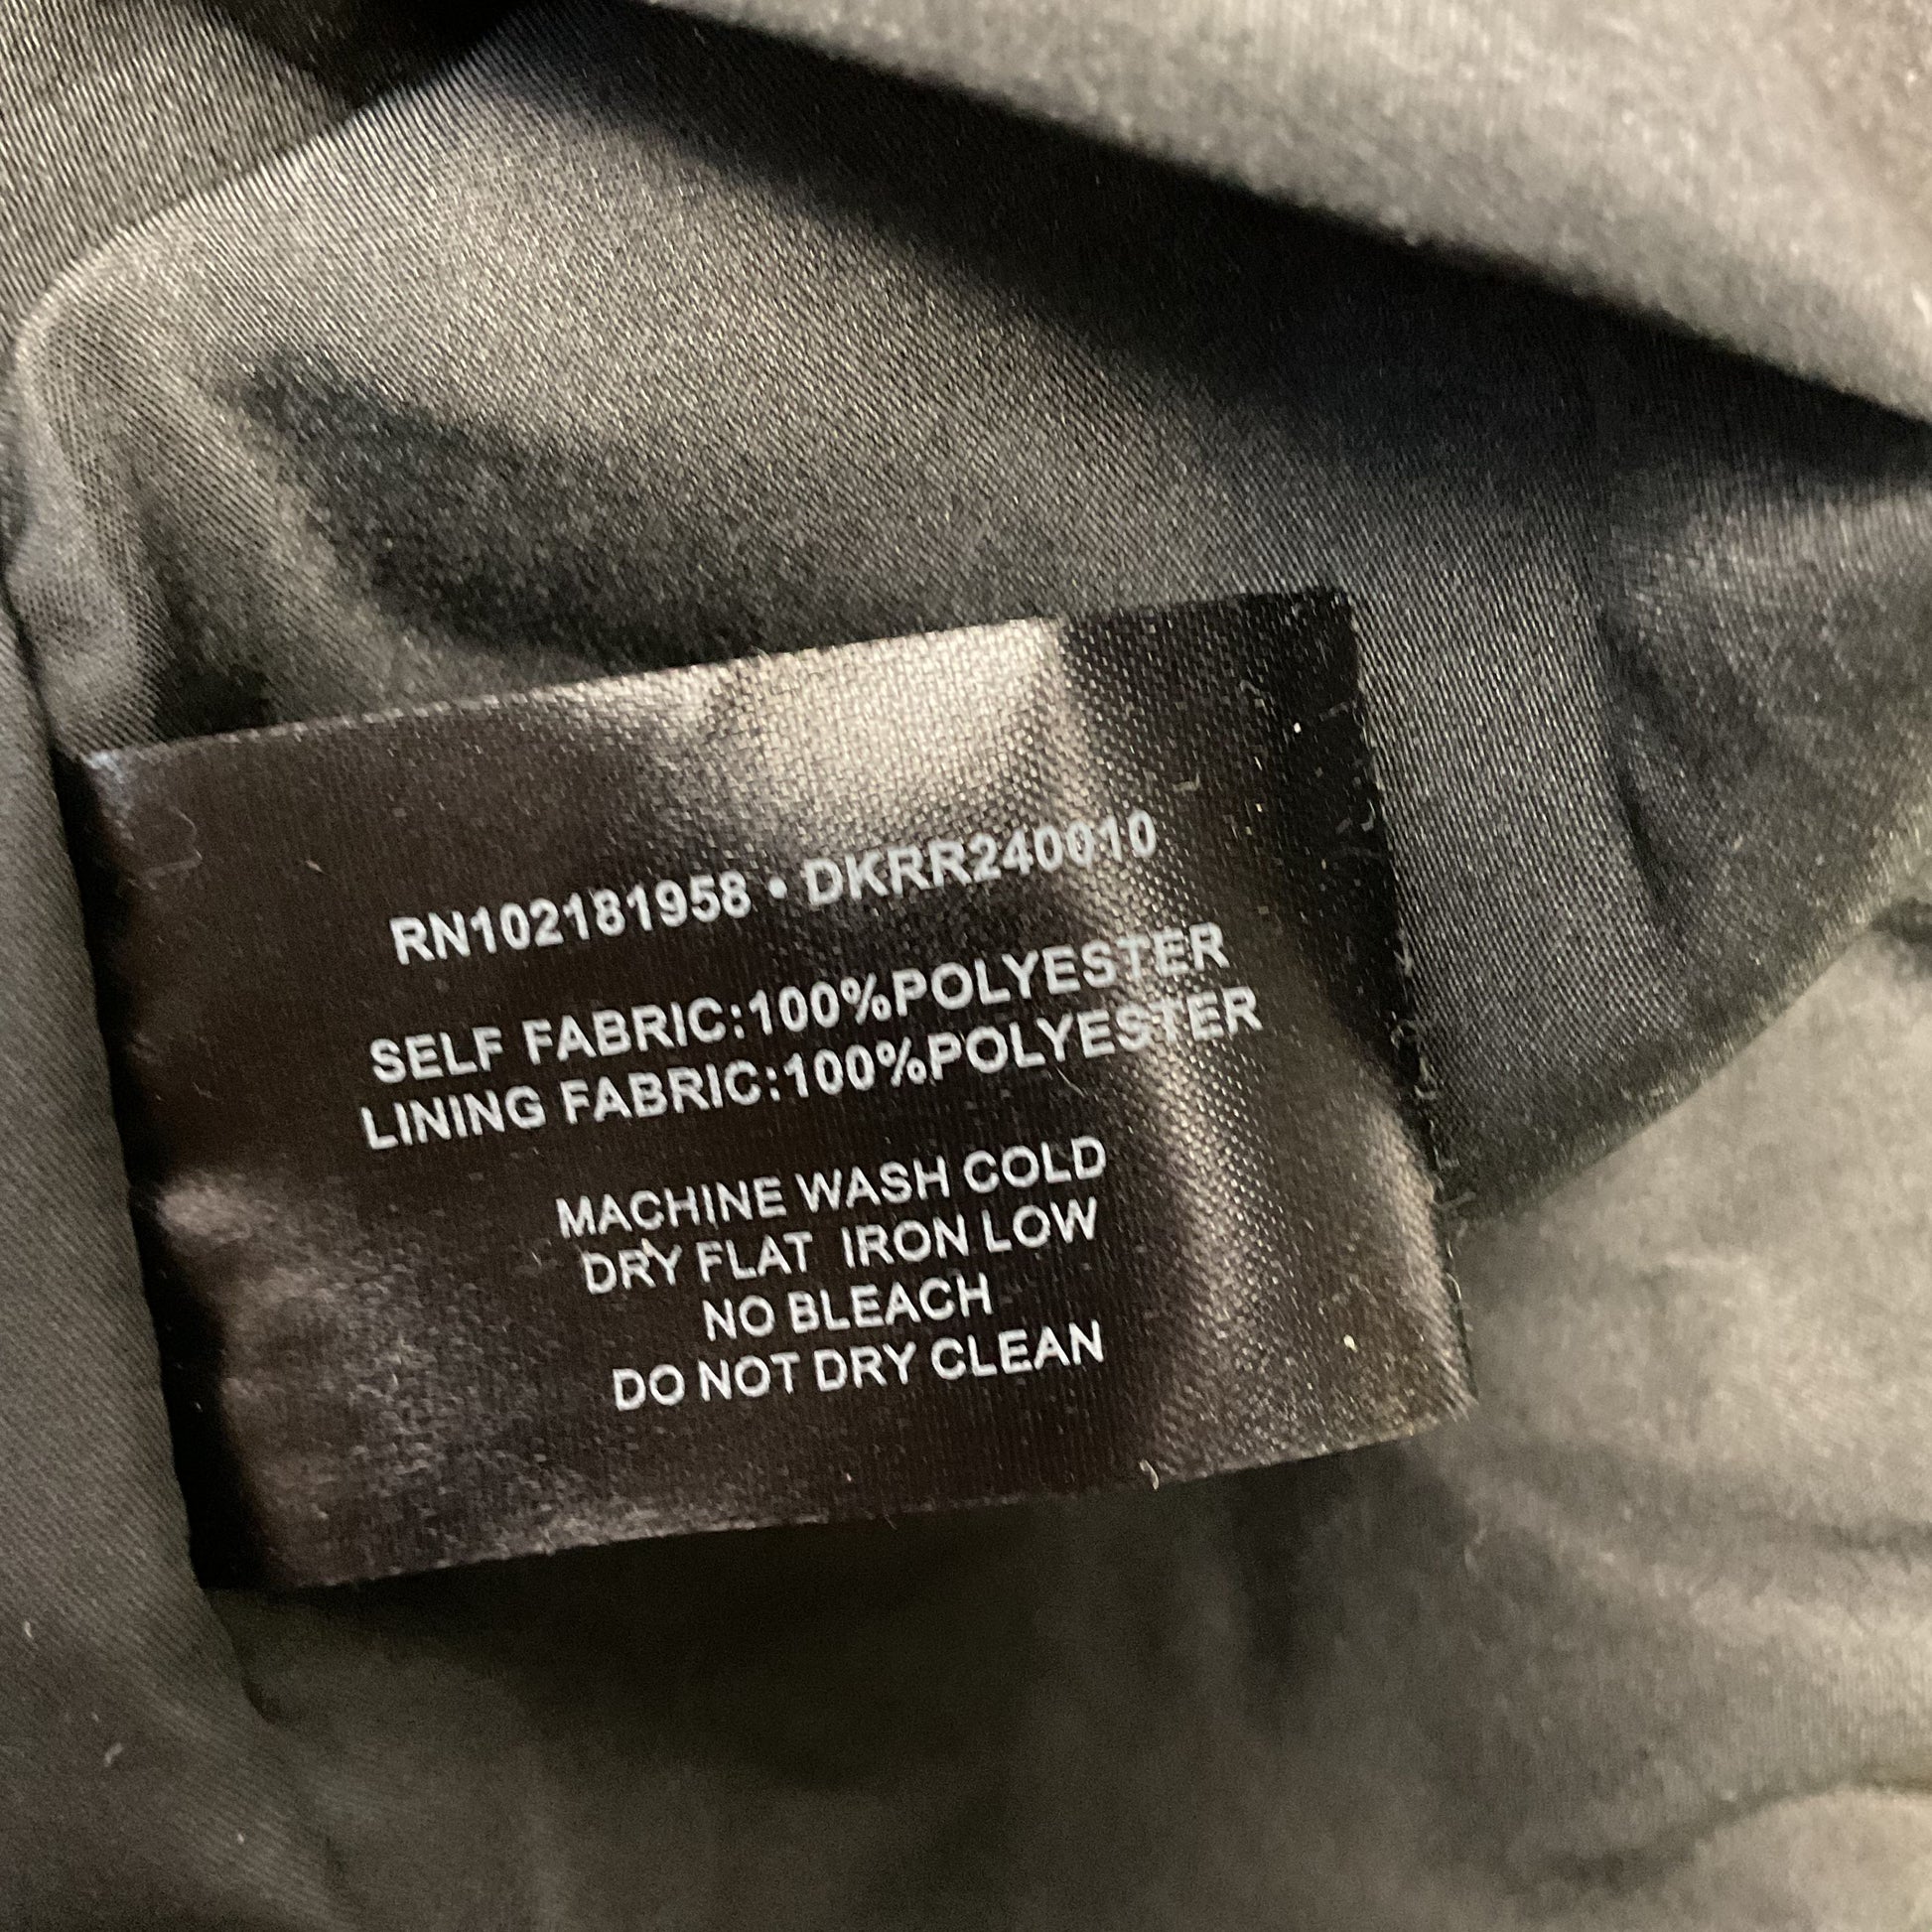 RN102181958 • DKRR240010
SELF FABRIC:100%POLYESTER
LINING FABRIC:100%POLYESTER
MACHINE WASH COLD
DRY FLAT IRON LOW
NO BLEACH
DO NOT DRY CLEAN